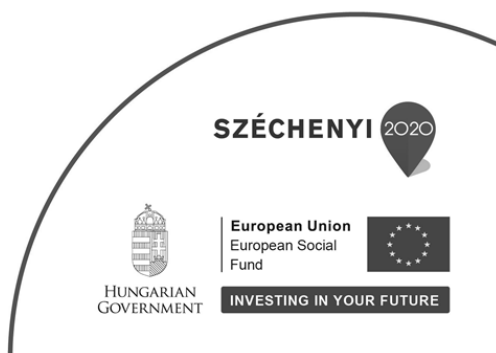 SZÉCHENYI 2020
European Union
European Social
Fund
HUNGARIAN
GOVERNMENT
INVESTING IN YOUR FUTURE